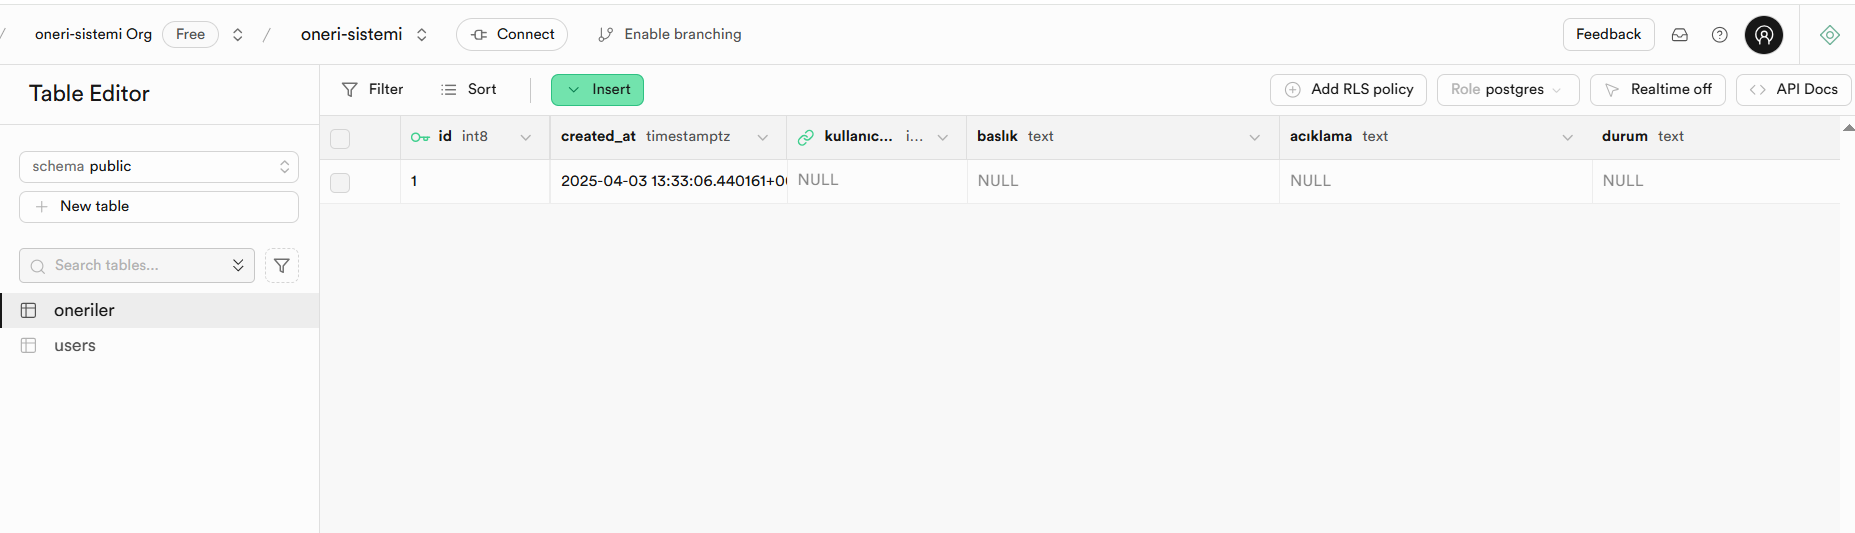 / oneri-sistemi Org Free / oneri-sistemi Connect Enable branching Feedback
Table Editor
Filter Sort Insert Add RLS policy Role postgres Realtime off API Docs
id int8 created_at timestamptz kullanıc... i... baslık text acıklama text durum text
schema public
1 2025-04-03 13:33:06.440161+0 NULL NULL NULL NULL
New table
Search tables...
oneriler
users